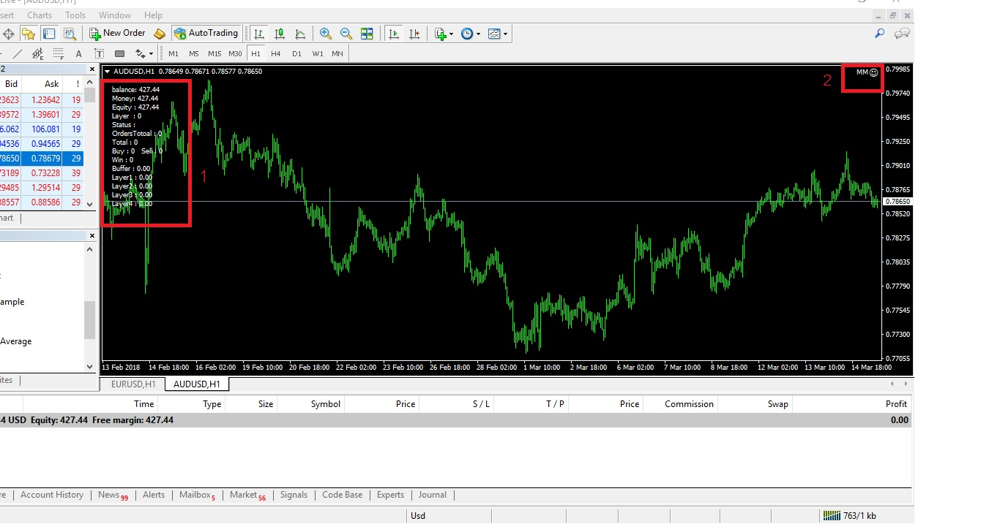 Live - [AUDUSD,H1]
sert Charts Tools Window Help
New Order AutoTrading
A T M1 M5 M15 M30 H1 H4 D1 W1 MN
2
Bid Ask !
23623 1.23642 19
39572 1.39601 29
6.062 106.081 19
94536 0.94565 29
78650 0.78679 29
73189 0.73228 39
29485 1.29514 29
88557 0.88586 29
hart
ample
Average
ites
AUDUSD,H1 0.78649 0.78671 0.78577 0.78650
MM
2
balance: 427.44
Money: 427.44
Equity : 427.44
Layer : 0
Status :
OrdersTotoal : 0
Total : 0
Buy : 0 Sell : 0
Win : 0
Buffer : 0.00
Layer1 : 0.00
Layer2 : 0.00
Layer3 : 0.00
Layer4 : 0.00
1
0.79985
0.79740
0.79495
0.79250
0.79010
0.78765
0.78650
0.78520
0.78275
0.78035
0.77790
0.77545
0.77300
0.77055
13 Feb 2018 14 Feb 18:00 16 Feb 02:00 19 Feb 10:00 20 Feb 18:00 22 Feb 02:00 23 Feb 10:00 26 Feb 18:00 28 Feb 02:00 1 Mar 10:00 2 Mar 18:00 6 Mar 02:00 7 Mar 10:00 8 Mar 18:00 12 Mar 02:00 13 Mar 10:00 14 Mar 18:00
EURUSD,H1 AUDUSD,H1
Time Type Size Symbol Price S / L T / P Price Commission Swap Profit
4 USD Equity: 427.44 Free margin: 427.44 0.00
re Account History News 99 Alerts Mailbox 5 Market 56 Signals Code Base Experts Journal
Usd 763/1 kb